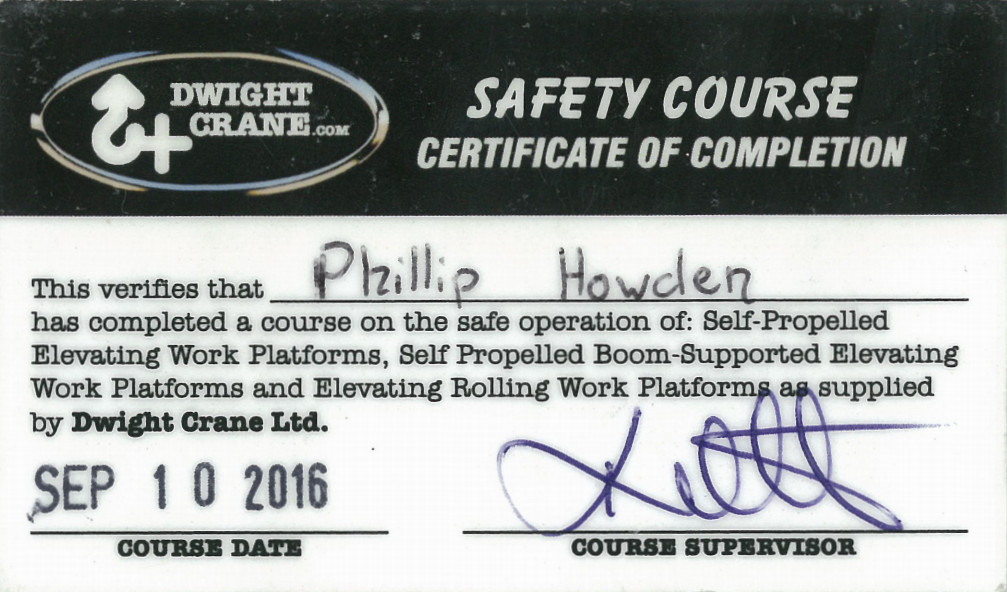 DWIGHT
CRANE.COM
SAFETY COURSE
CERTIFICATE OF COMPLETION
This verifies that Phillip Howden
has completed a course on the safe operation of: Self-Propelled
Elevating Work Platforms, Self Propelled Boom-Supported Elevating
Work Platforms and Elevating Rolling Work Platforms as supplied
by Dwight Crane Ltd.
SEP 10 2016
COURSE DATE
COURSE SUPERVISOR